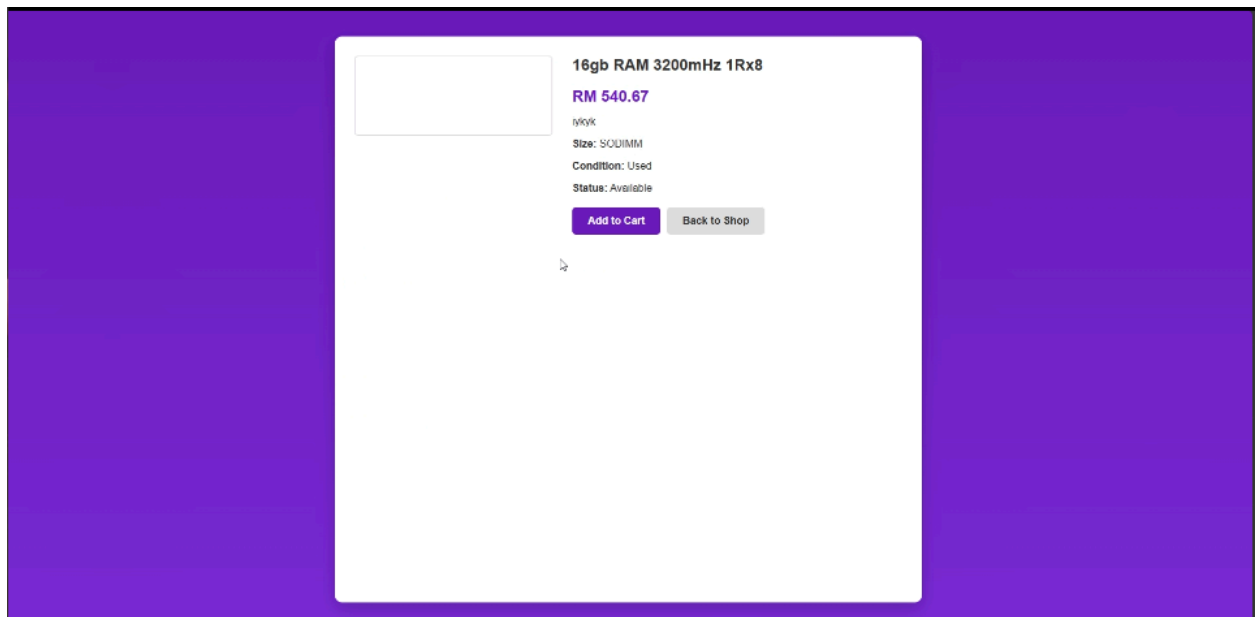 16gb RAM 3200mHz 1Rx8
RM 540.67
iykyk
Size: SODIMM
Condition: Used
Status: Available
Add to Cart
Back to Shop